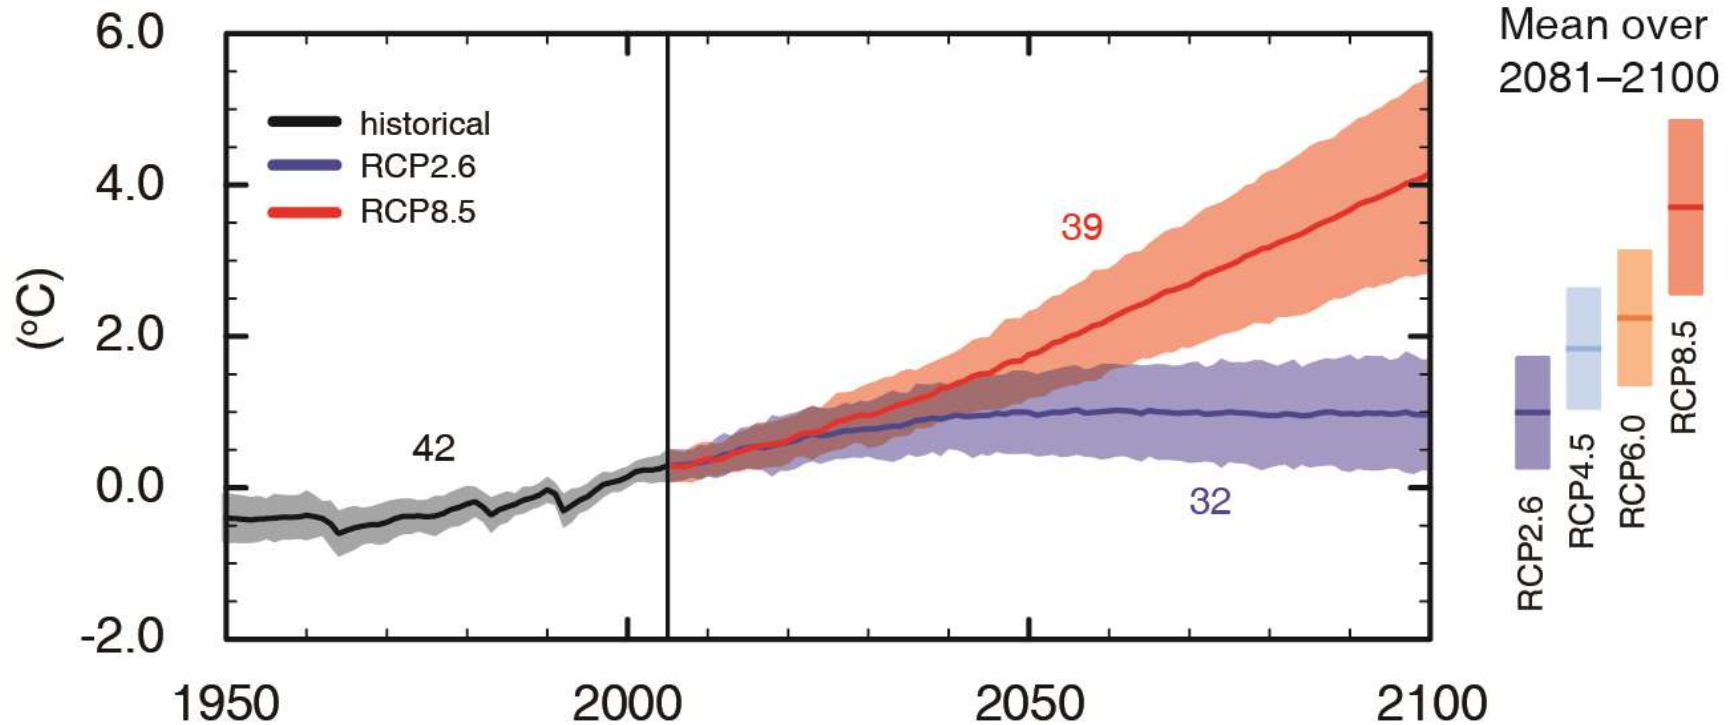 6.0
4.0
2.0
0.0
-2.0
(°C)
historical
RCP2.6
RCP8.5
42
39
32
1950
2000
2050
2100
Mean over
2081–2100
RCP2.6
RCP4.5
RCP6.0
RCP8.5